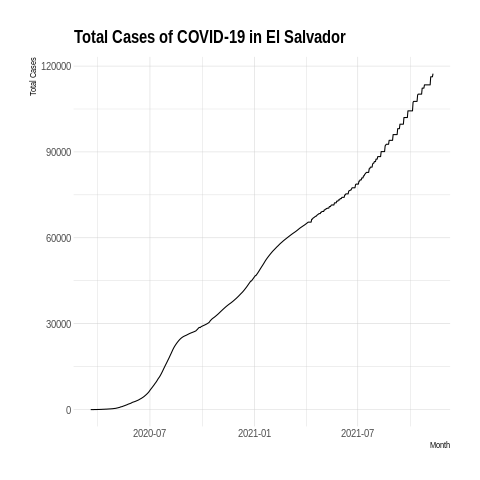 Total Cases of COVID-19 in El Salvador
Total Cases
120000
90000
60000
30000
0
2020-07 2021-01 2021-07
Month